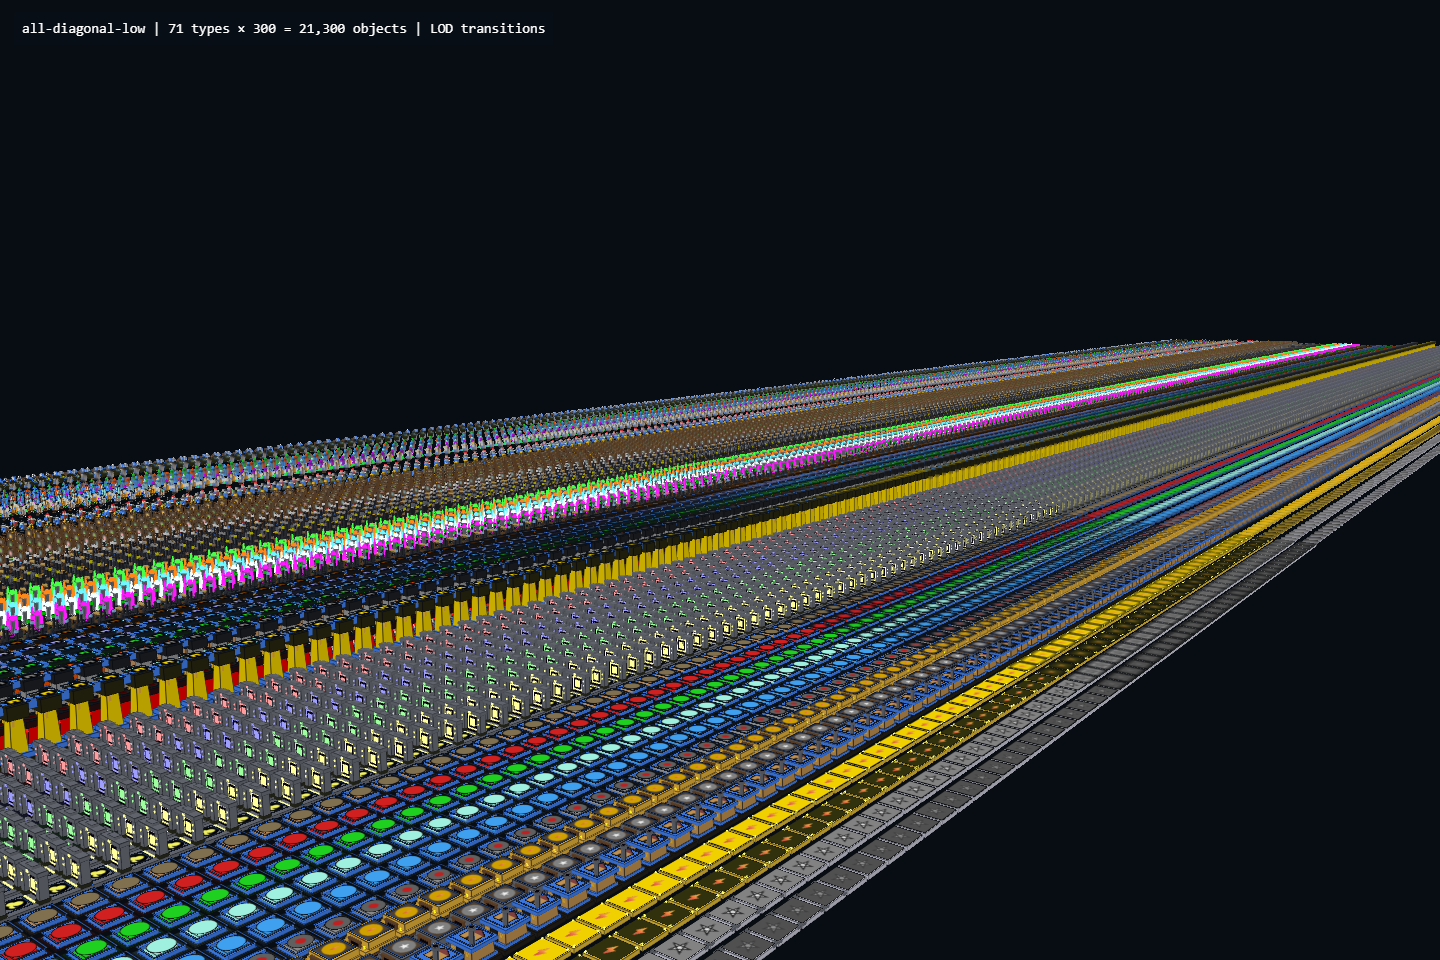 all-diagonal-low | 71 types × 300 = 21,300 objects | LOD transitions